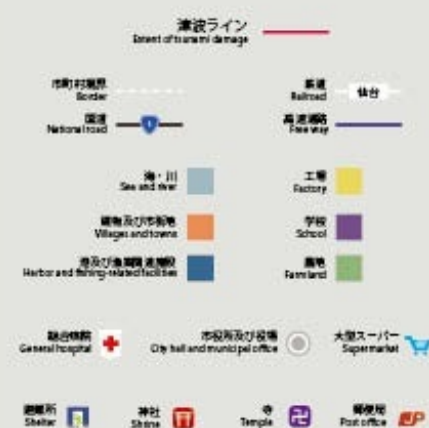 津波ライン
Extent of tsunami damage
市町村境界
Border
鉄道
Railroad
仙台
国道
National road
高速道路
Free way
海・川
Sea and river
工場
Factory
建物及び市街地
Villages and towns
学校
School
港及び漁業関連施設
Harbor and fishing-related facilities
農地
Farmland
総合病院
General hospital
市役所及び役場
City hall and municipal office
大型スーパー
Supermarket
避難所
Shelter
神社
Shrine
寺
Temple
郵便局
Post office